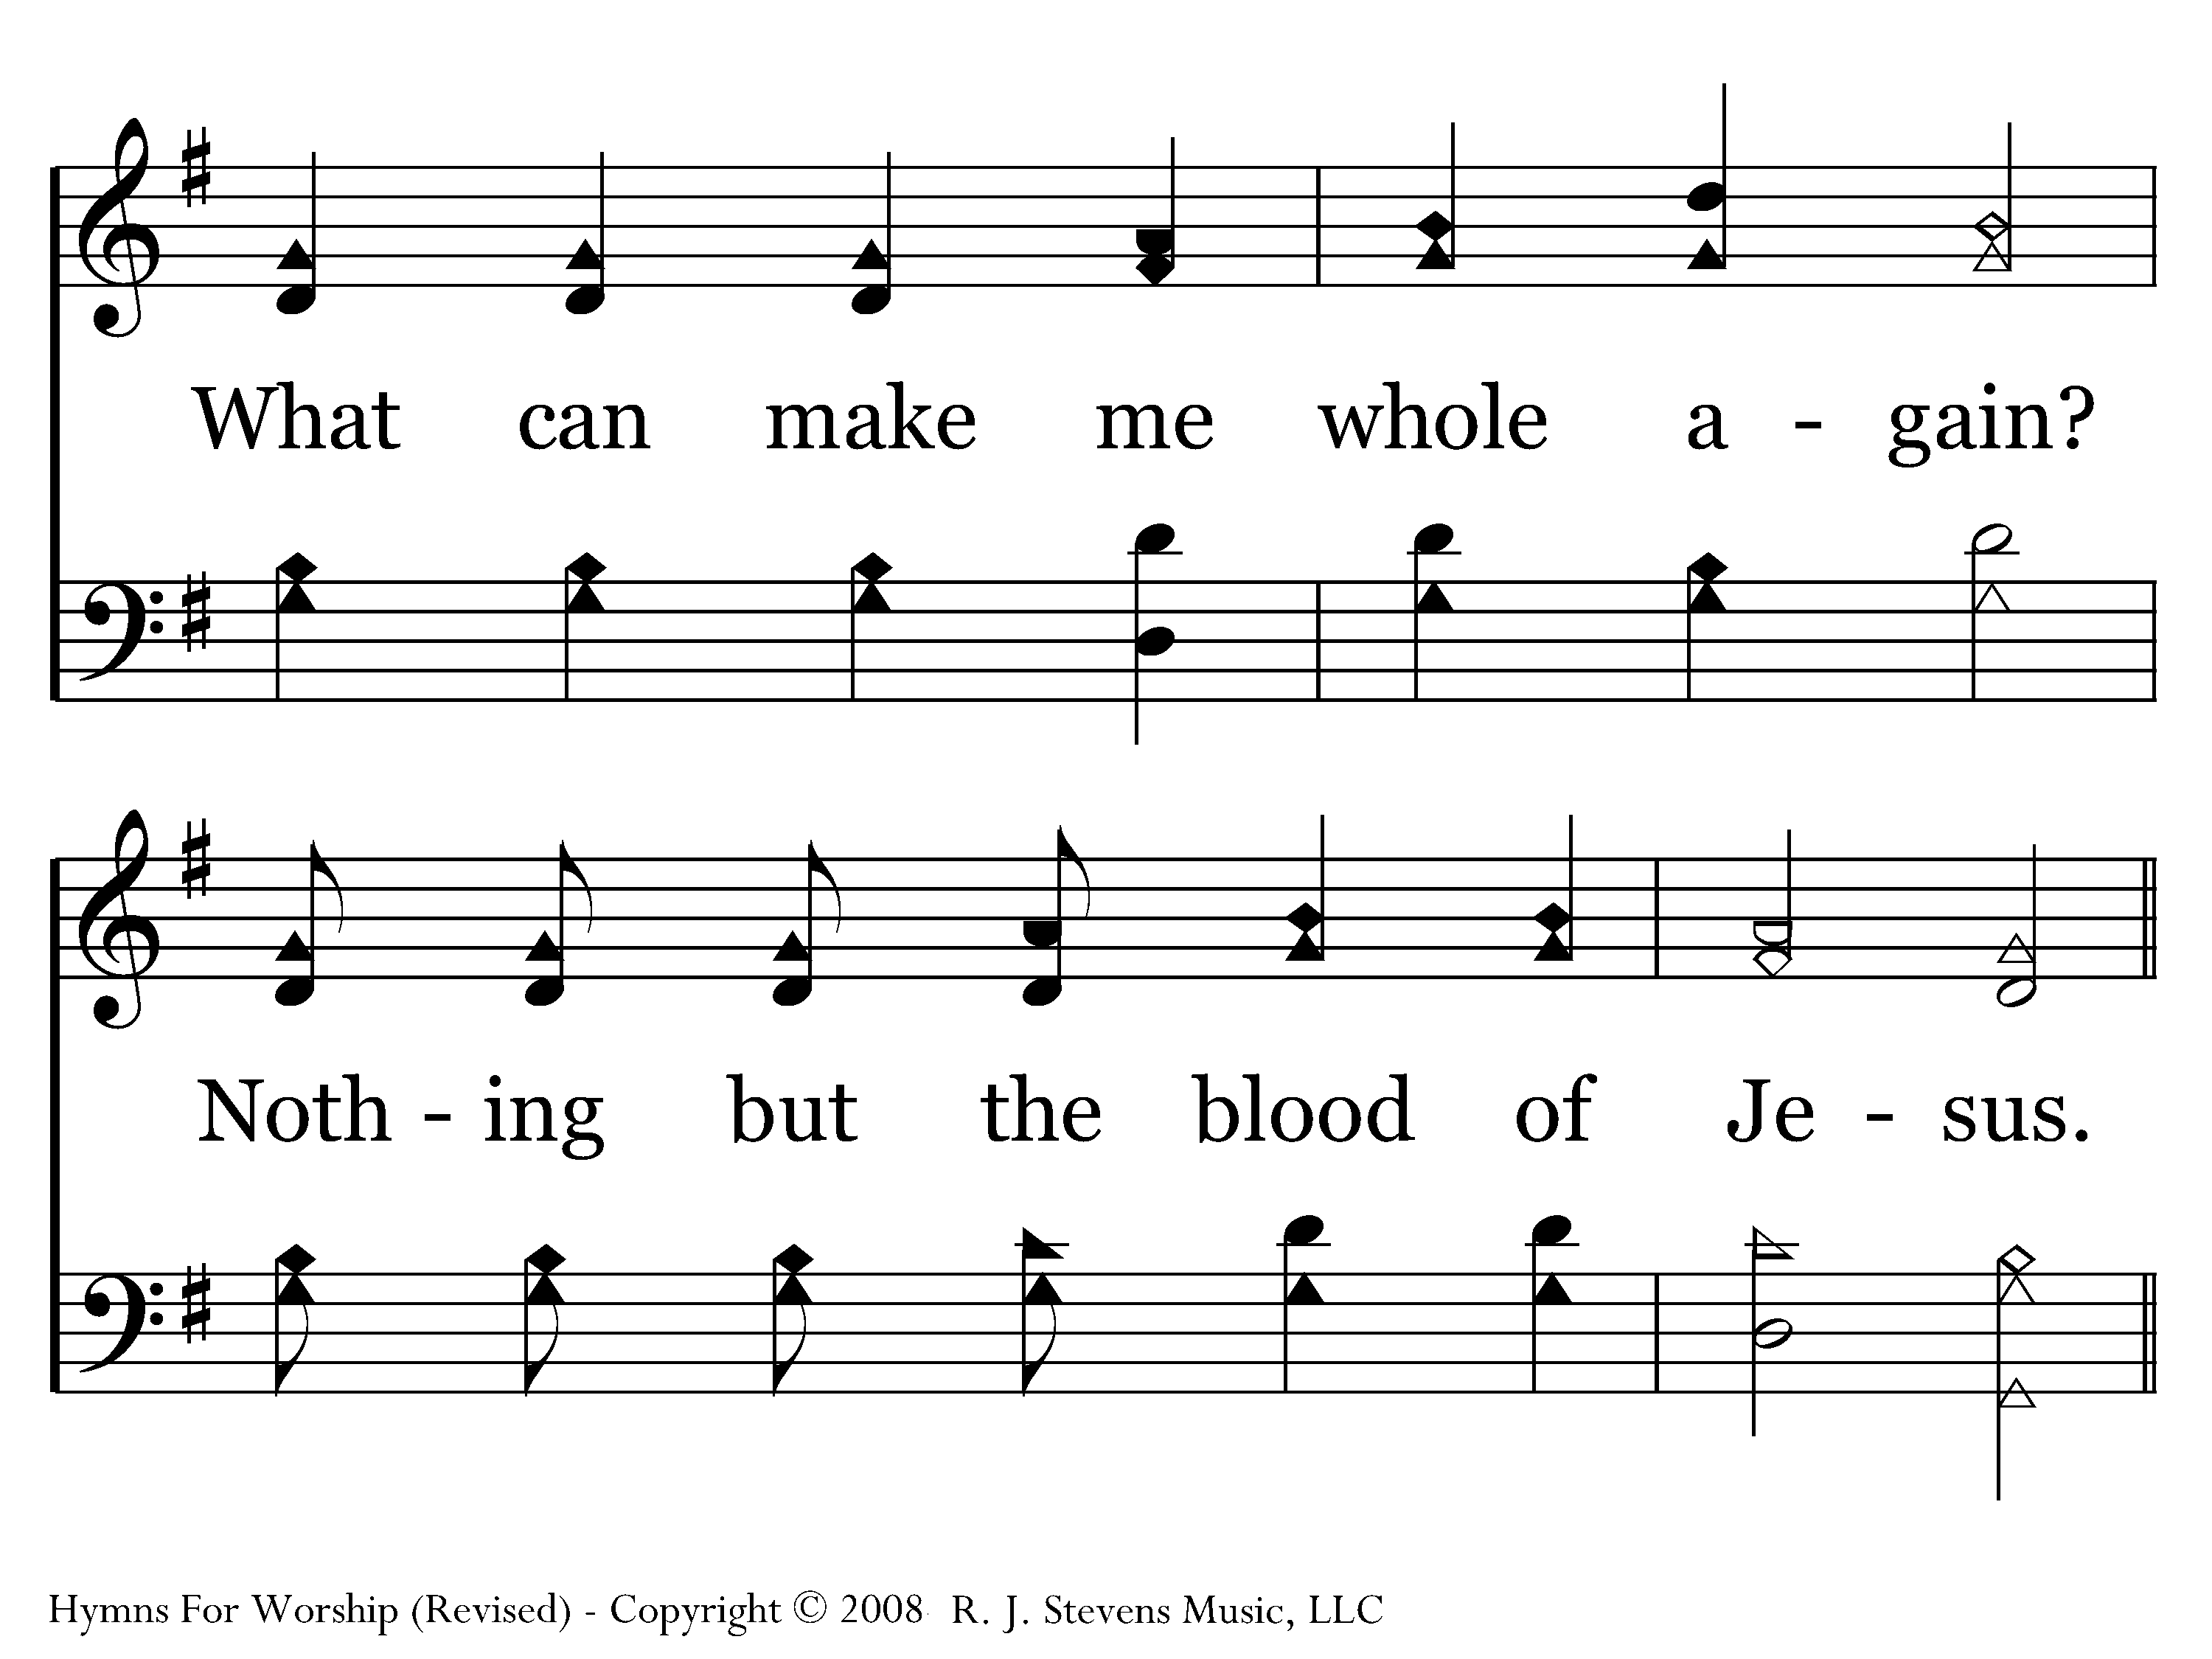 What can make me whole a - gain?
Noth - ing but the blood of Je - sus.
Hymns For Worship (Revised) - Copyright © 2008 R. J. Stevens Music, LLC